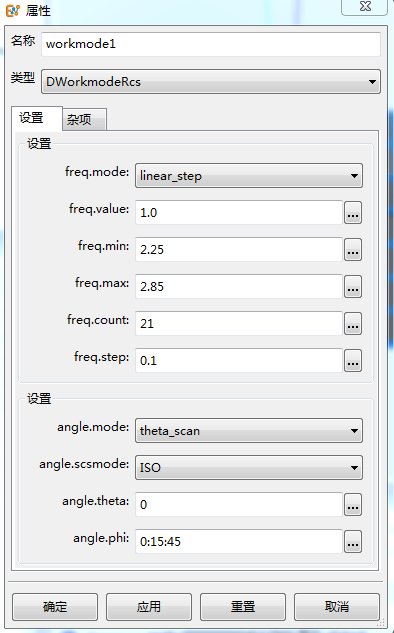 属性
名称 workmode1
类型 DWorkmodeRcs
设置 杂项
设置
freq.mode: linear_step
freq.value: 1.0 ...
freq.min: 2.25 ...
freq.max: 2.85 ...
freq.count: 21 ...
freq.step: 0.1 ...
设置
angle.mode: theta_scan
angle.scsmode: ISO
angle.theta: 0 ...
angle.phi: 0:15:45 ...
确定 应用 重置 取消